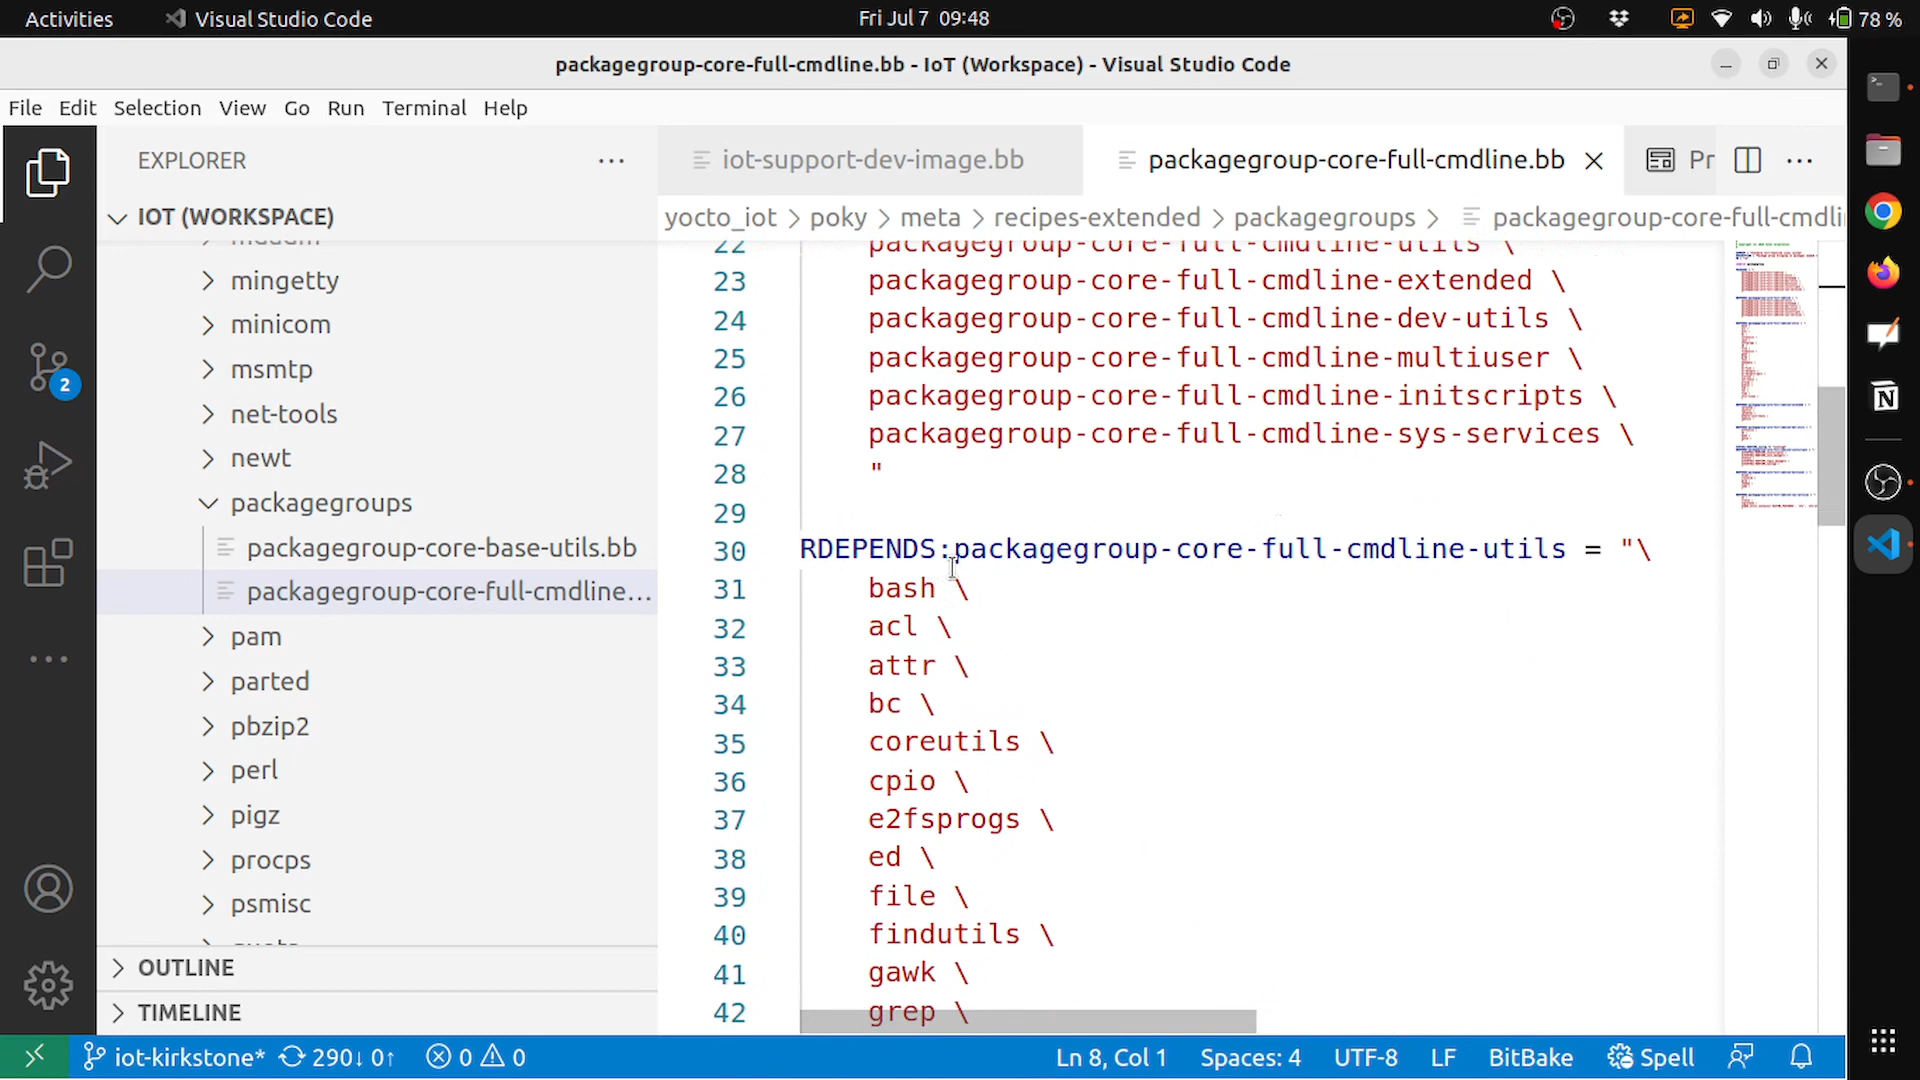 Activities Visual Studio Code Fri Jul 7 09:48 78 %
packagegroup-core-full-cmdline.bb - IoT (Workspace) - Visual Studio Code
File Edit Selection View Go Run Terminal Help
EXPLORER
IOT (WORKSPACE)
mingetty
minicom
msmtp
net-tools
newt
packagegroups
packagegroup-core-base-utils.bb
packagegroup-core-full-cmdline...
pam
parted
pbzip2
perl
pigz
procps
psmisc
OUTLINE
TIMELINE
iot-support-dev-image.bb packagegroup-core-full-cmdline.bb Pr
yocto_iot > poky > meta > recipes-extended > packagegroups > packagegroup-core-full-cmdli
22 packagegroup-core-full-cmdline-utils \
23 packagegroup-core-full-cmdline-extended \
24 packagegroup-core-full-cmdline-dev-utils \
25 packagegroup-core-full-cmdline-multiuser \
26 packagegroup-core-full-cmdline-initscripts \
27 packagegroup-core-full-cmdline-sys-services \
28 "
29
30 RDEPENDS:packagegroup-core-full-cmdline-utils = "\
31 bash \
32 acl \
33 attr \
34 bc \
35 coreutils \
36 cpio \
37 e2fsprogs \
38 ed \
39 file \
40 findutils \
41 gawk \
42 grep \
2
iot-kirkstone* 290↓ 0↑ 0 0 Ln 8, Col 1 Spaces: 4 UTF-8 LF BitBake Spell